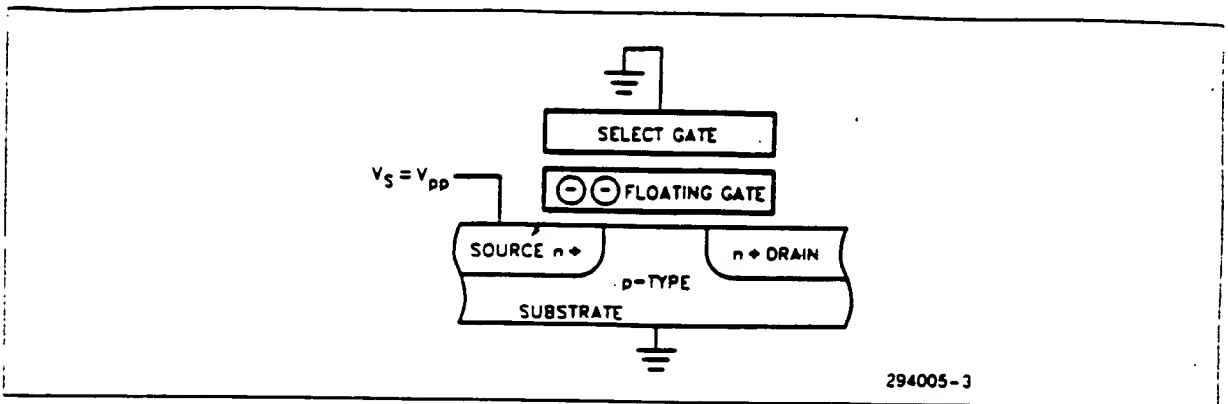 SELECT GATE
V_S = V_pp
⊖⊖ FLOATING GATE
SOURCE n+
n+ DRAIN
p-TYPE
SUBSTRATE
294005-3